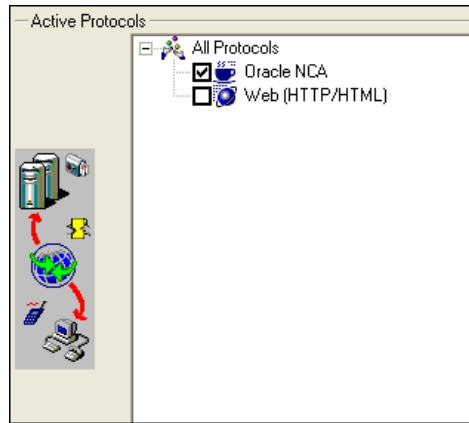 Active Protocols
All Protocols
Oracle NCA
Web (HTTP/HTML)